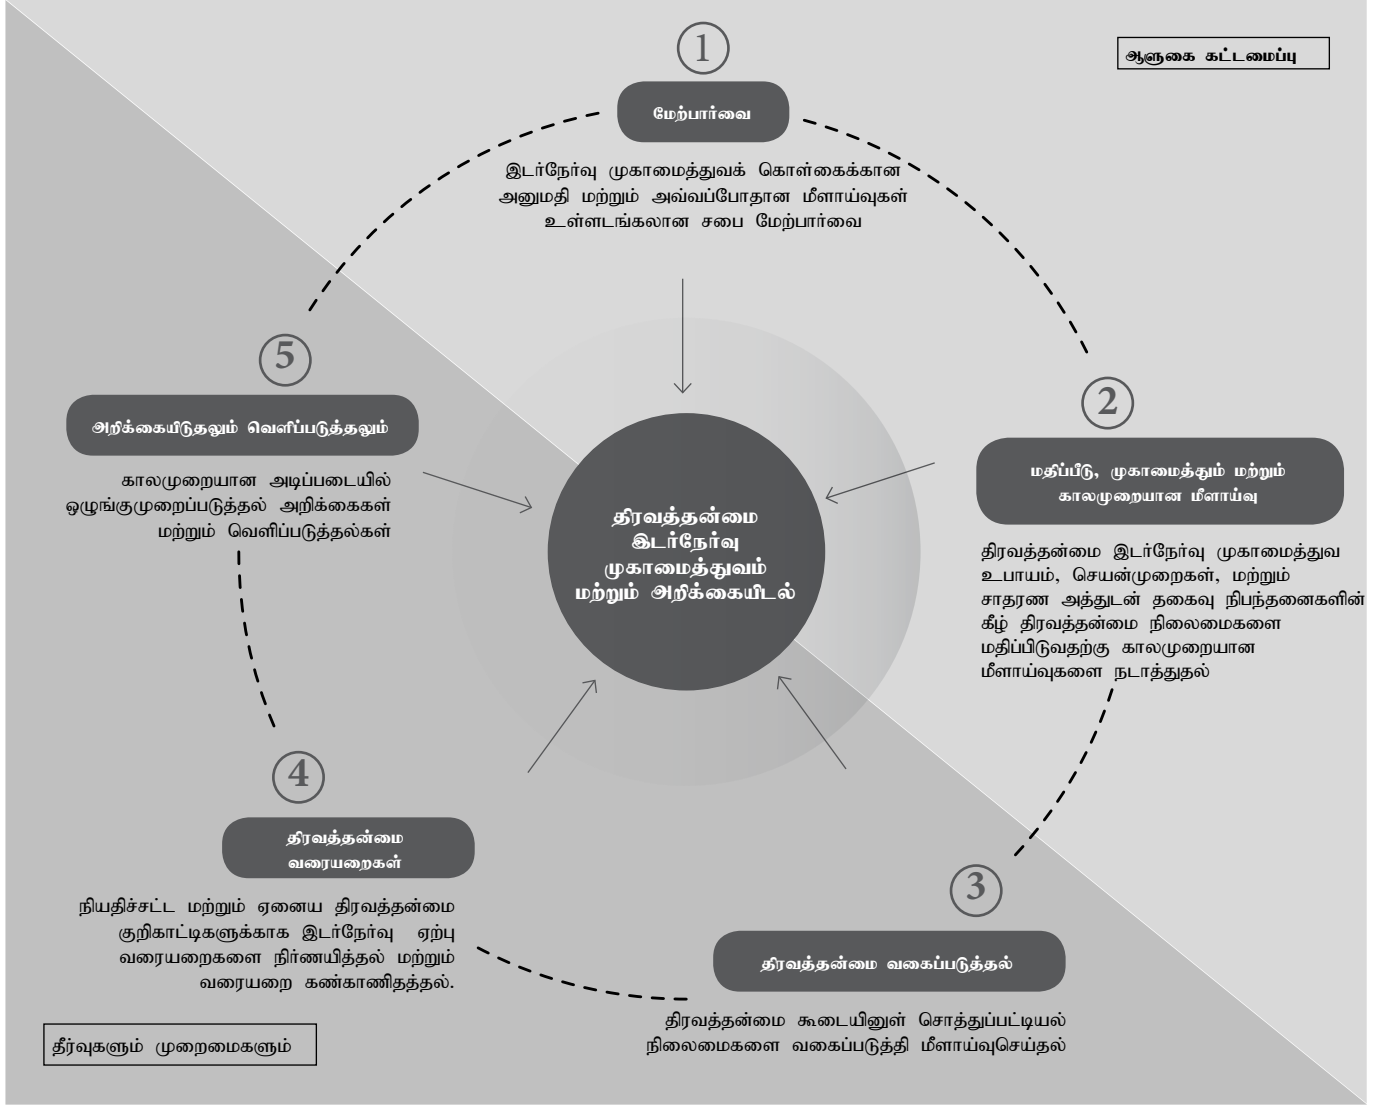 ஆளுகை கட்டமைப்பு
1
மேற்பார்வை
இடர்நேர்வு முகாமைத்துவக் கொள்கைக்கான
அனுமதி மற்றும் அவ்வப்போதான மீளாய்வுகள்
உள்ளடங்கலான சபை மேற்பார்வை
2
மதிப்பீடு, முகாமைத்தும் மற்றும்
காலமுறையான மீளாய்வு
திரவத்தன்மை இடர்நேர்வு முகாமைத்துவ
உபாயம், செயன்முறைகள், மற்றும்
சாதரண அத்துடன் தகைவு நிபந்தனைகளின்
கீழ் திரவத்தன்மை நிலைமைகளை
மதிப்பிடுவதற்கு காலமுறையான
மீளாய்வுகளை நடாத்துதல்
3
திரவத்தன்மை வகைப்படுத்தல்
திரவத்தன்மை கூடையினுள் சொத்துப்பட்டியல்
நிலைமைகளை வகைப்படுத்தி மீளாய்வுசெய்தல்
4
திரவத்தன்மை
வரையறைகள்
நியதிச்சட்ட மற்றும் ஏனைய திரவத்தன்மை
குறிகாட்டிகளுக்காக இடர்நேர்வு ஏற்பு
வரையறைகளை நிர்ணயித்தல் மற்றும்
வரையறை கண்காணிதத்தல்.
5
அறிக்கையிடுதலும் வெளிப்படுத்தலும்
காலமுறையான அடிப்படையில்
ஒழுங்குமுறைப்படுத்தல் அறிக்கைகள்
மற்றும் வெளிப்படுத்தல்கள்
திரவத்தன்மை
இடர்நேர்வு
முகாமைத்துவம்
மற்றும் அறிக்கையிடல்
தீர்வுகளும் முறைமைகளும்